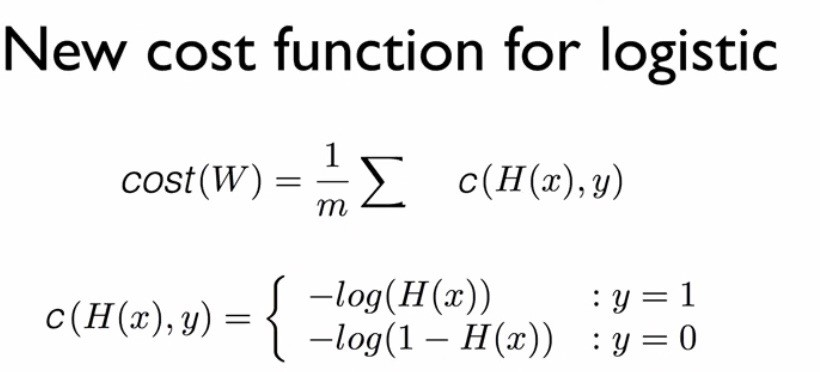 New cost function for logistic
cost(W) = 1/m ∑ c(H(x), y)
c(H(x), y) = { −log(H(x)) : y = 1
−log(1 − H(x)) : y = 0